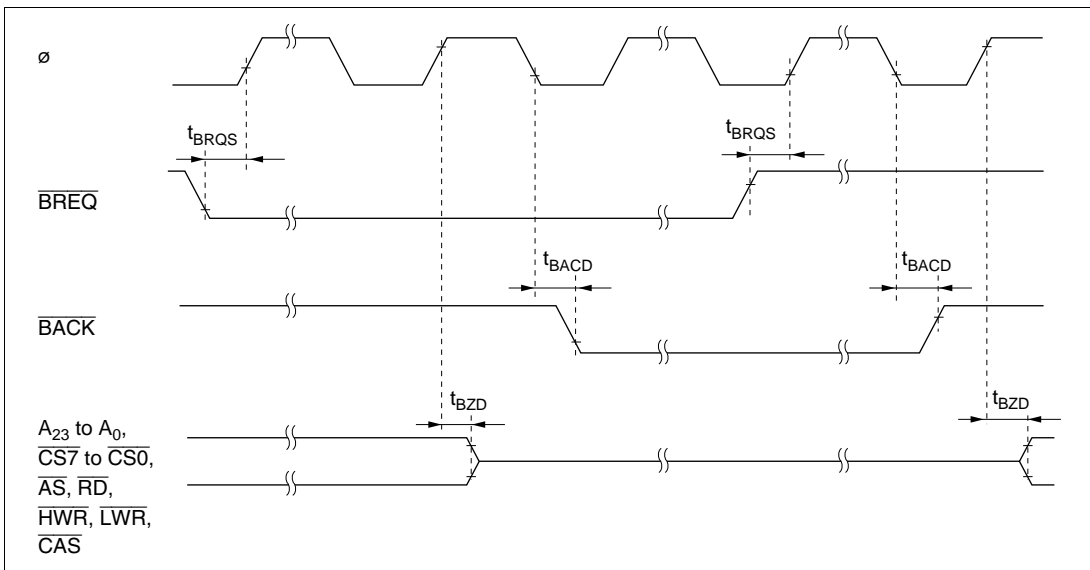 ø
tBRQS
tBRQS
BREQ
tBACD
tBACD
BACK
tBZD
tBZD
A23 to A0,
CS7 to CS0,
AS, RD,
HWR, LWR,
CAS